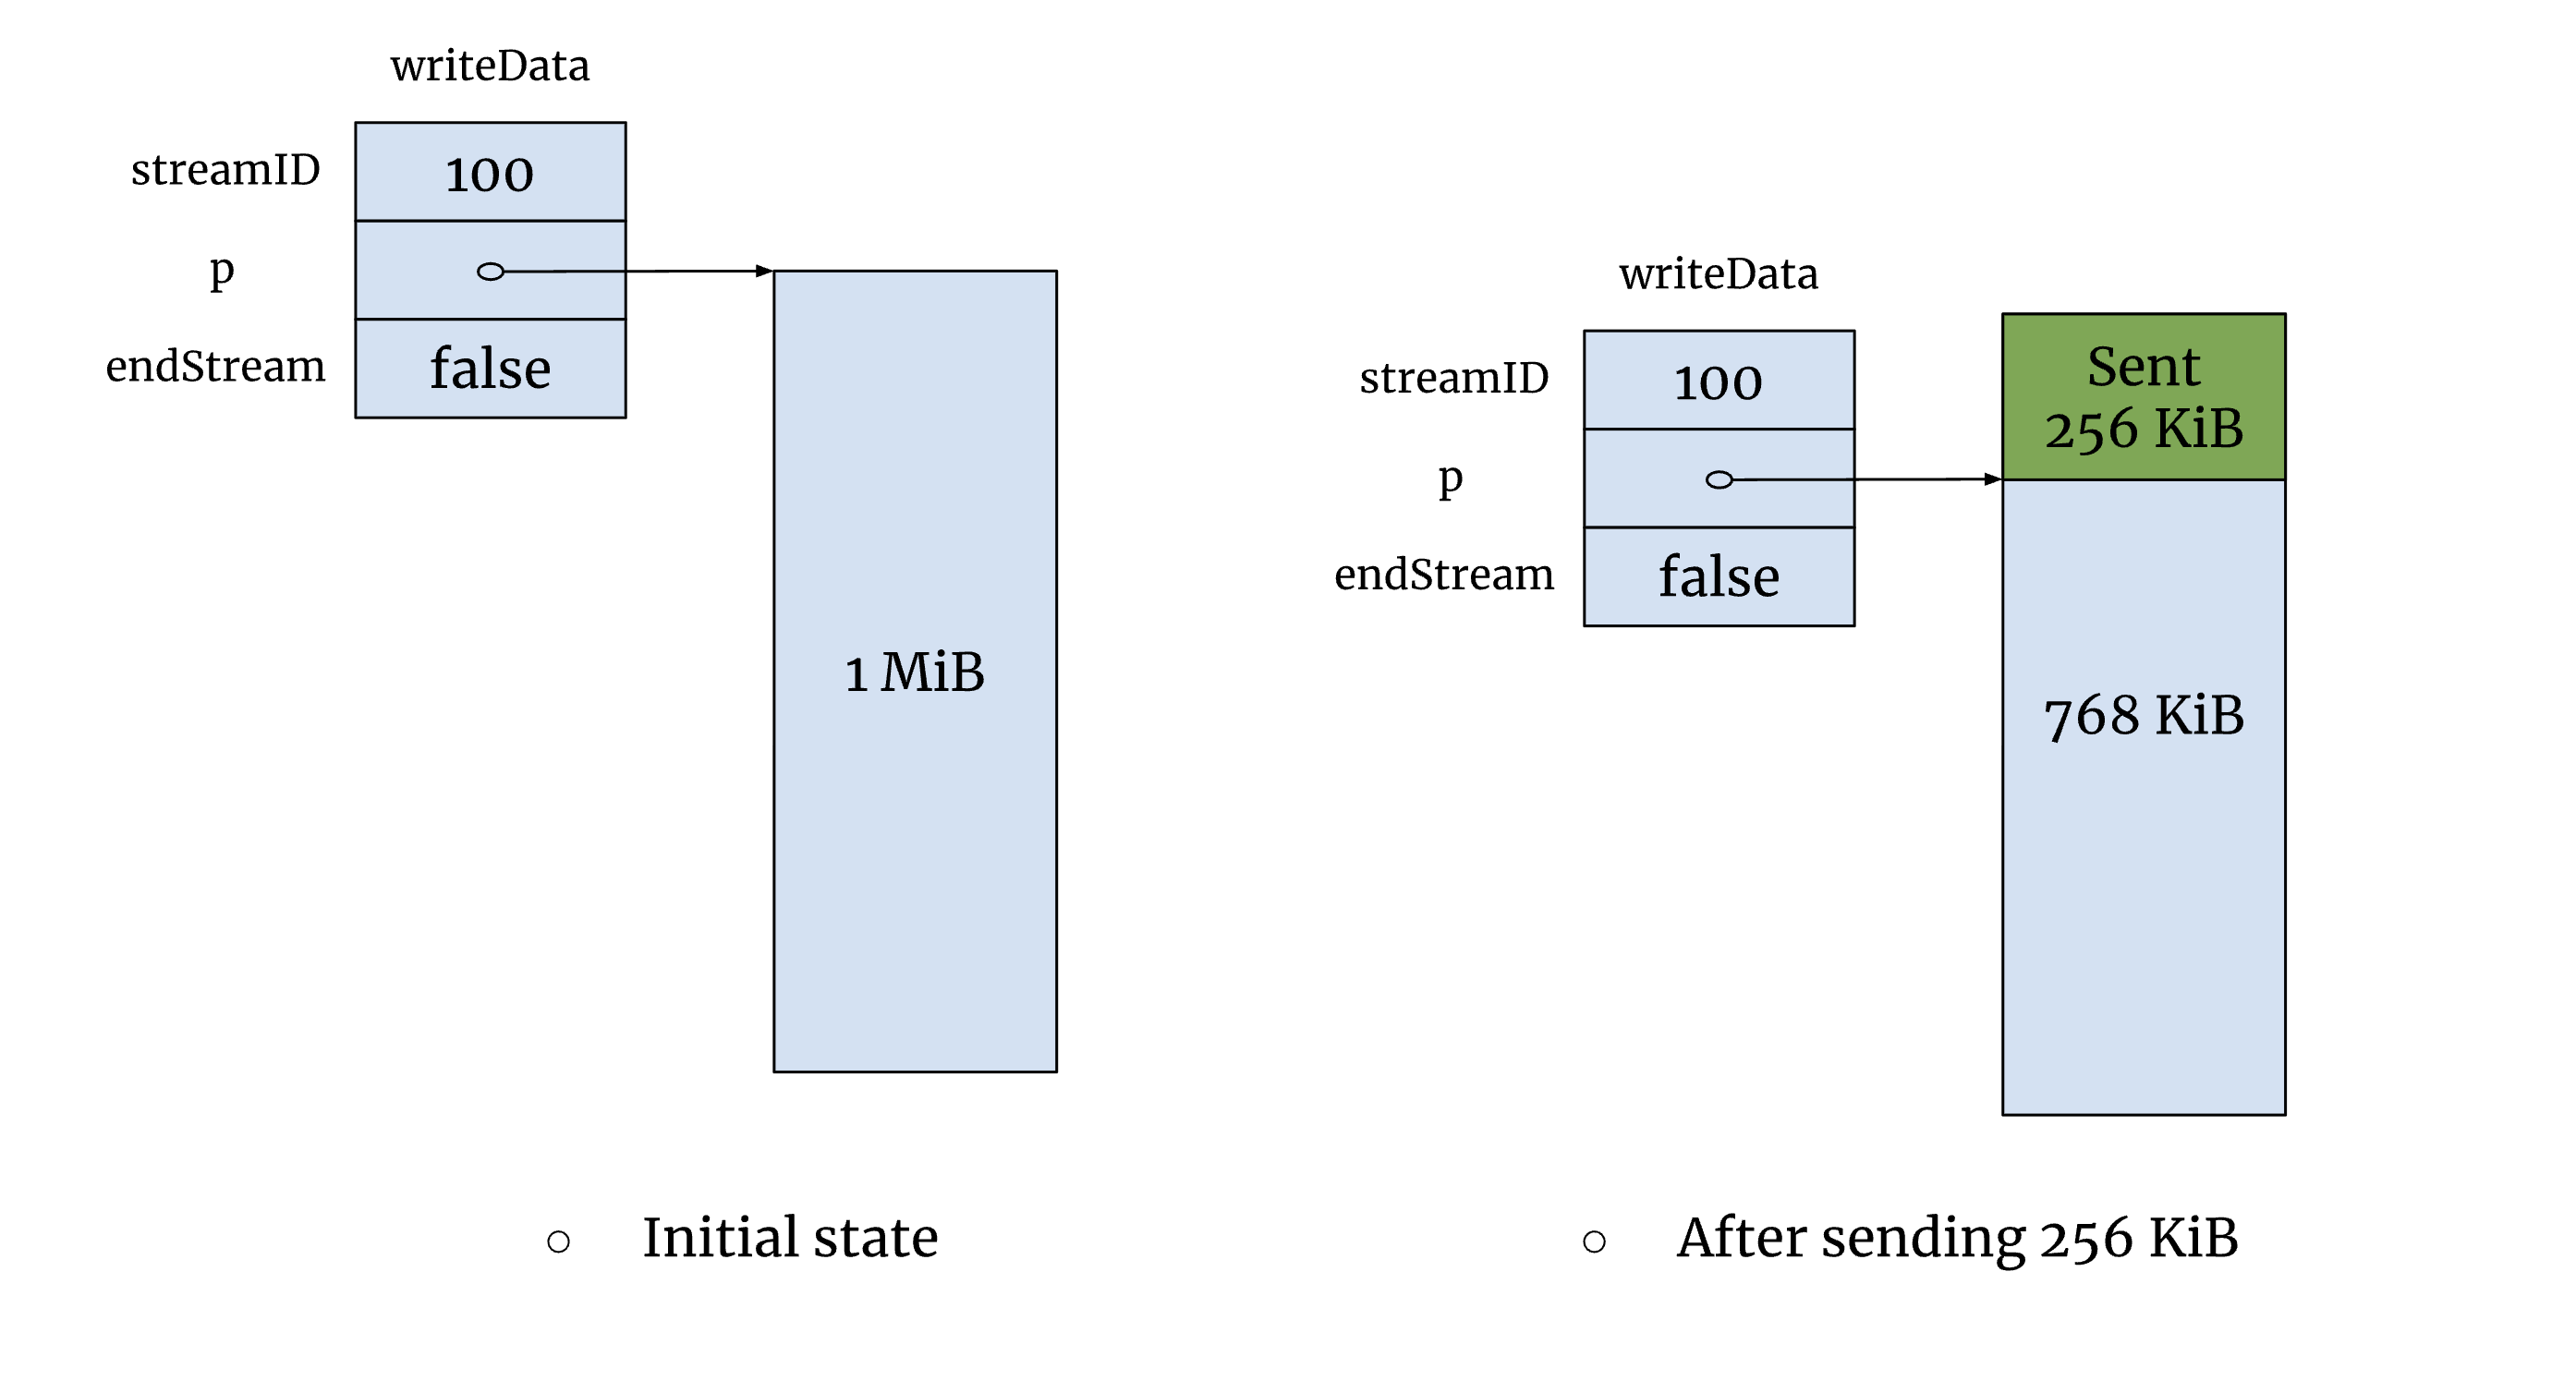 writeData
streamID
100
p
endStream
false
1 MiB
○ Initial state
writeData
streamID
100
p
endStream
false
Sent
256 KiB
768 KiB
○ After sending 256 KiB